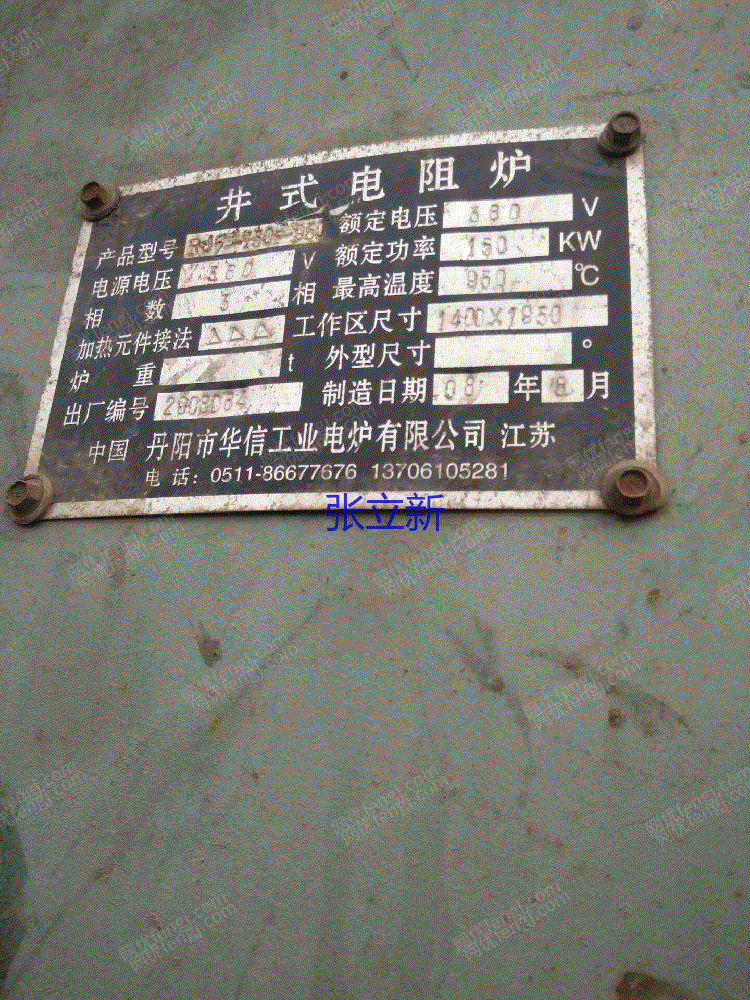 井式电阻炉
产品型号 额定电压 380 V
电源电压 380 V 额定功率 150 KW
相数 3 相 最高温度 950 ℃
加热元件接法 △△△ 工作区尺寸 1400×1950
炉重 t 外型尺寸
出厂编号 制造日期 08 年 8 月
中国 丹阳市华信工业电炉有限公司 江苏
电话：0511-86677676 13706105281
张立新